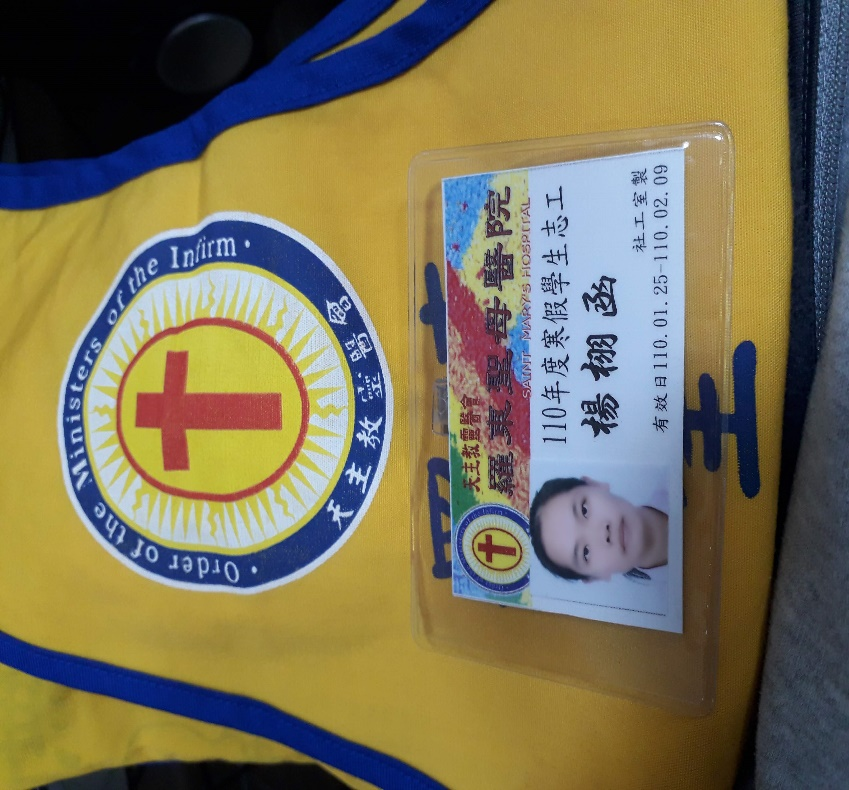 Order of the Ministers of the Infirm
天主教靈醫會
天主教靈醫會
羅東聖母醫院
SAINT MARY'S HOSPITAL
110年度寒假學生志工
楊栩函
社工室製
有效日110.01.25-110.02.09